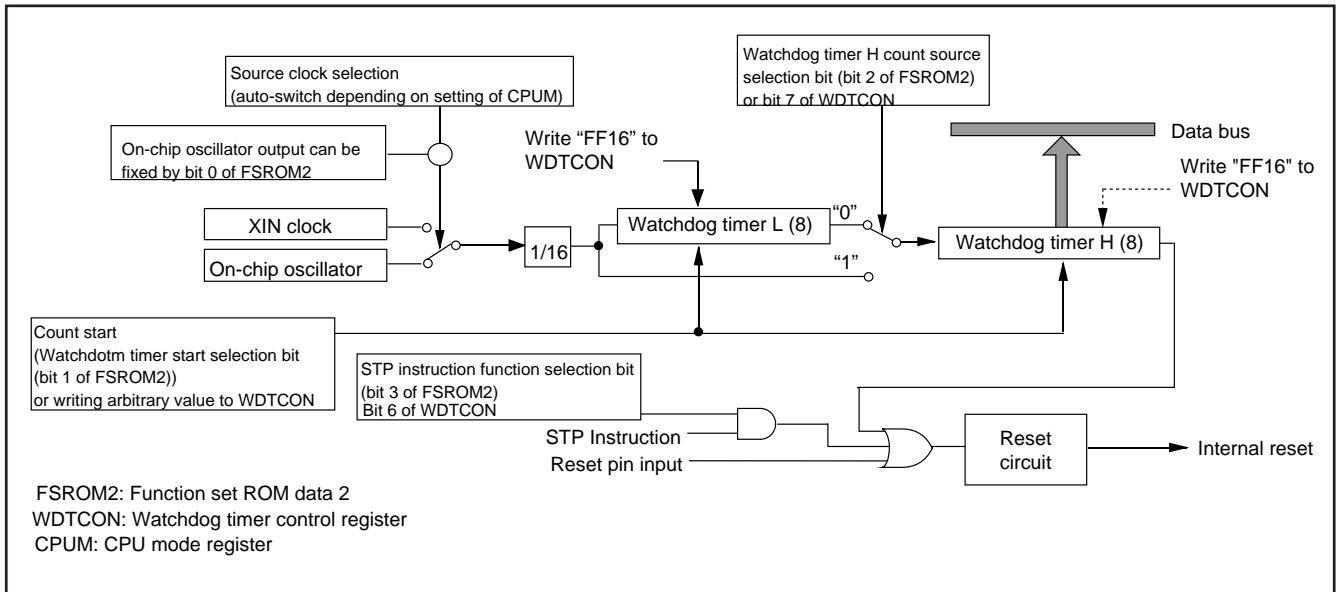 Source clock selection
(auto-switch depending on setting of CPUM)
Watchdog timer H count source
selection bit (bit 2 of FSROM2)
or bit 7 of WDTCON
On-chip oscillator output can be
fixed by bit 0 of FSROM2
Write “FF16” to
WDTCON
Data bus
Write "FF16" to
WDTCON
XIN clock
On-chip oscillator
1/16
Watchdog timer L (8)
“0”
“1”
Watchdog timer H (8)
Count start
(Watchdotm timer start selection bit
(bit 1 of FSROM2))
or writing arbitrary value to WDTCON
STP instruction function selection bit
(bit 3 of FSROM2)
Bit 6 of WDTCON
STP Instruction
Reset pin input
Reset
circuit
Internal reset
FSROM2: Function set ROM data 2
WDTCON: Watchdog timer control register
CPUM: CPU mode register